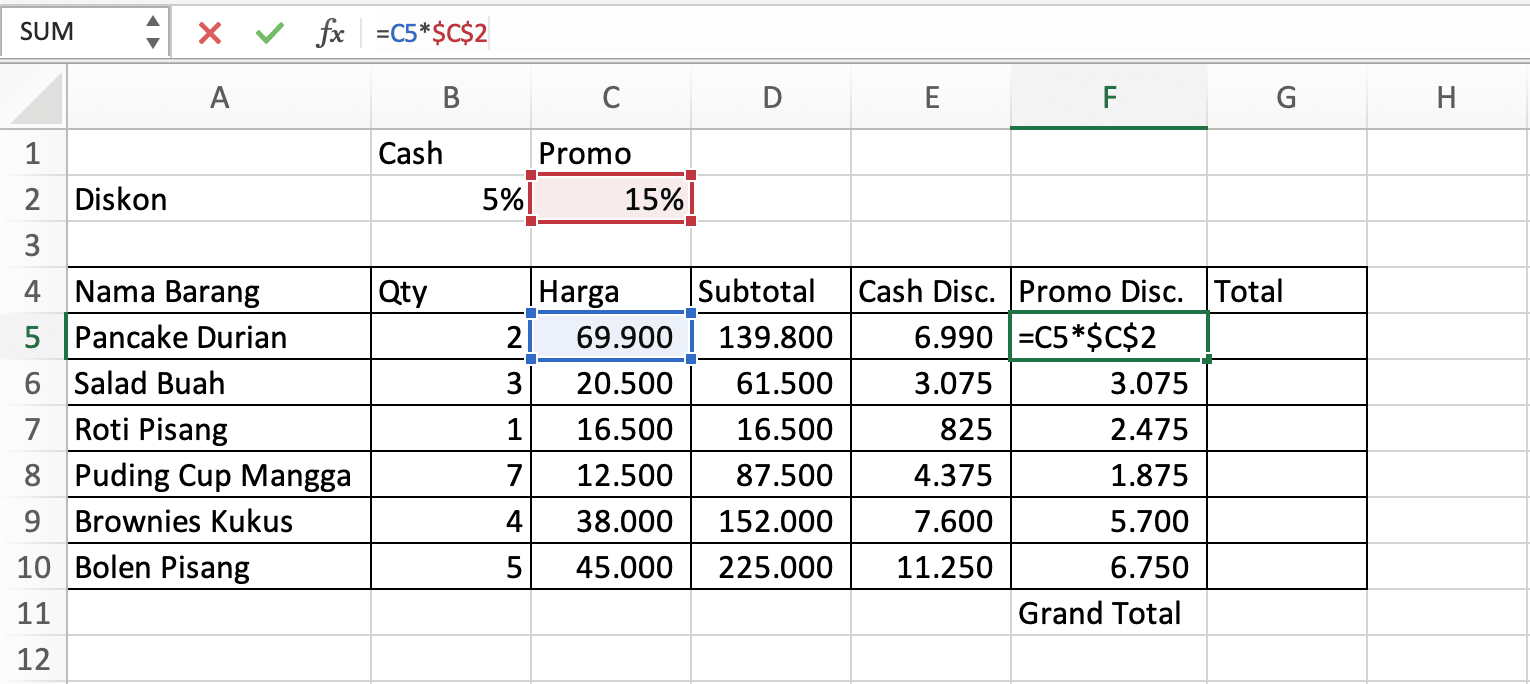 SUM fx =C5*$C$2
A B C D E F G H
1 Cash Promo
2 Diskon 5% 15%
3
4 Nama Barang Qty Harga Subtotal Cash Disc. Promo Disc. Total
5 Pancake Durian 2 69.900 139.800 6.990 =C5*$C$2
6 Salad Buah 3 20.500 61.500 3.075 3.075
7 Roti Pisang 1 16.500 16.500 825 2.475
8 Puding Cup Mangga 7 12.500 87.500 4.375 1.875
9 Brownies Kukus 4 38.000 152.000 7.600 5.700
10 Bolen Pisang 5 45.000 225.000 11.250 6.750
11 Grand Total
12